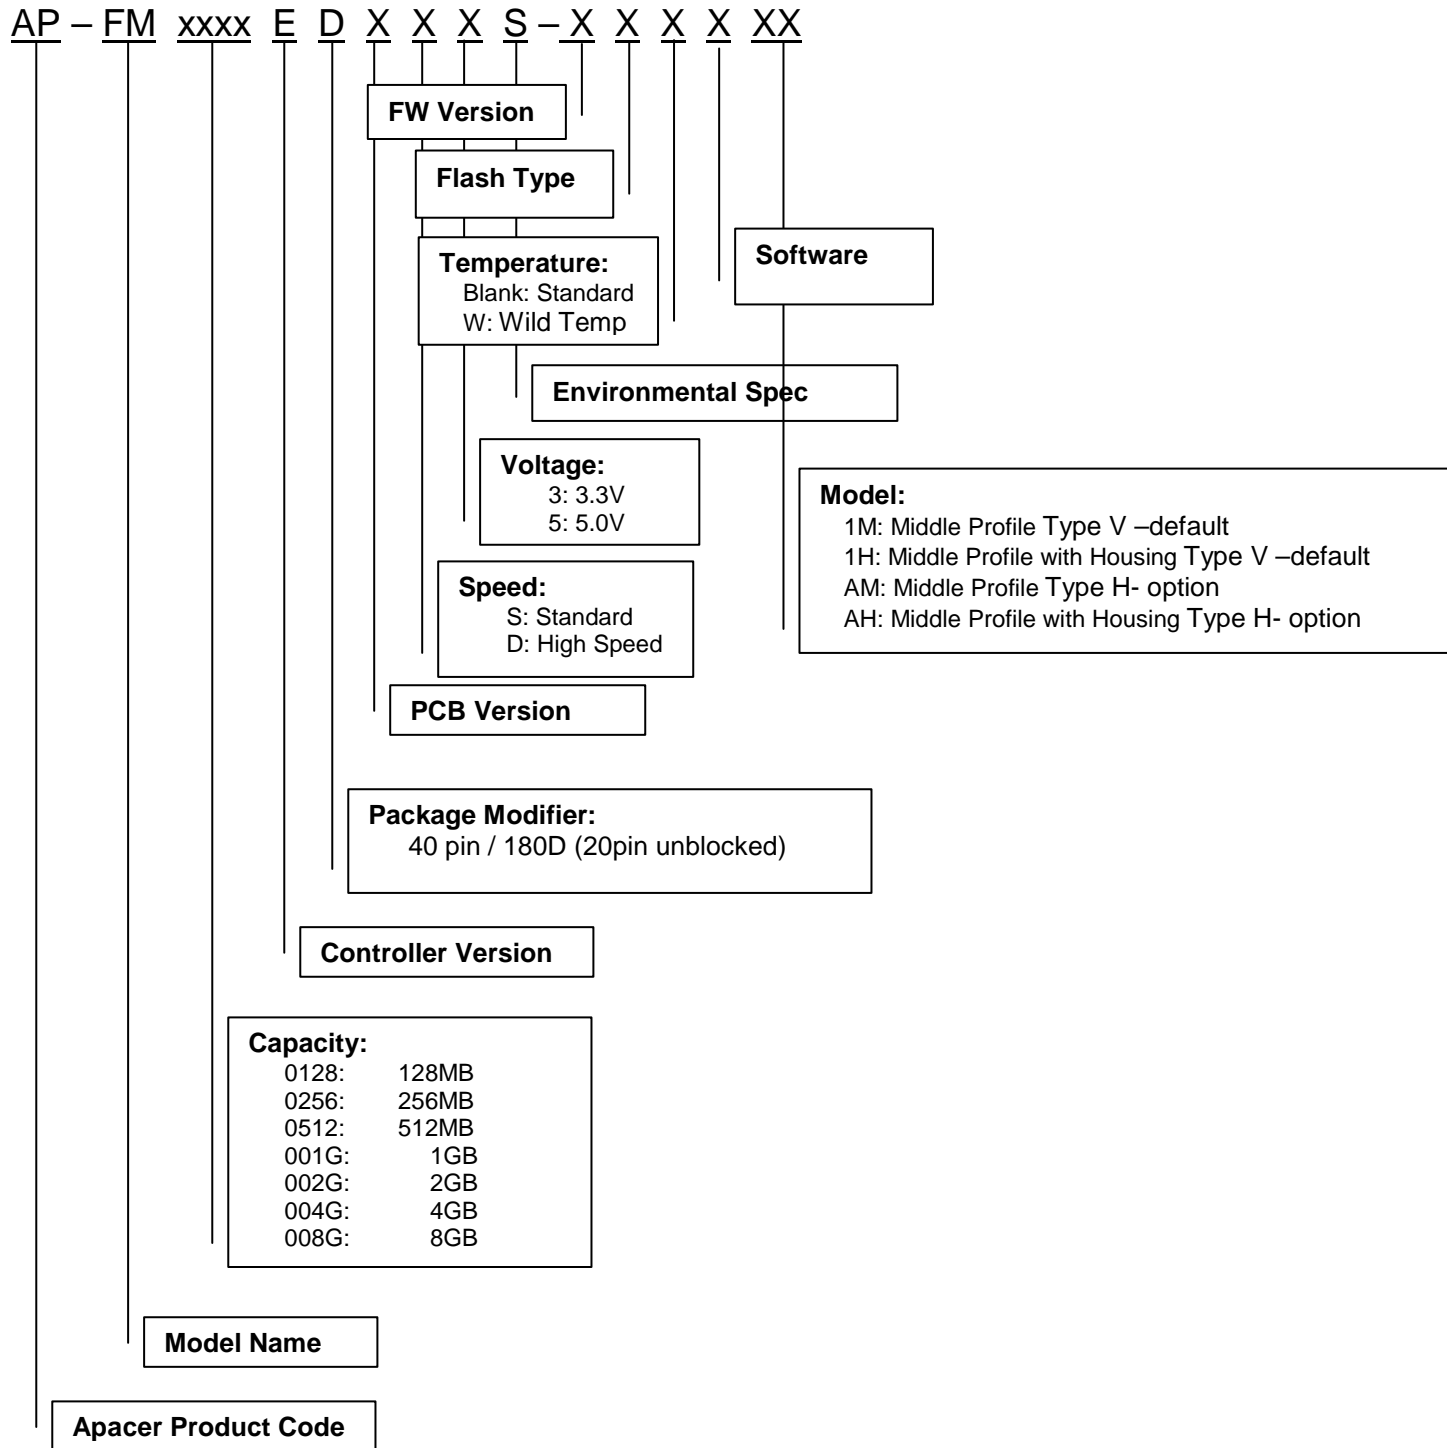 AP – FM xxxx E D X X X S – X X X X XX
FW Version
Flash Type
Temperature:
Blank: Standard
W: Wild Temp
Software
Environmental Spec
Voltage:
3: 3.3V
5: 5.0V
Model:
1M: Middle Profile Type V –default
1H: Middle Profile with Housing Type V –default
AM: Middle Profile Type H- option
AH: Middle Profile with Housing Type H- option
Speed:
S: Standard
D: High Speed
PCB Version
Package Modifier:
40 pin / 180D (20pin unblocked)
Controller Version
Capacity:
0128: 128MB
0256: 256MB
0512: 512MB
001G: 1GB
002G: 2GB
004G: 4GB
008G: 8GB
Model Name
Apacer Product Code